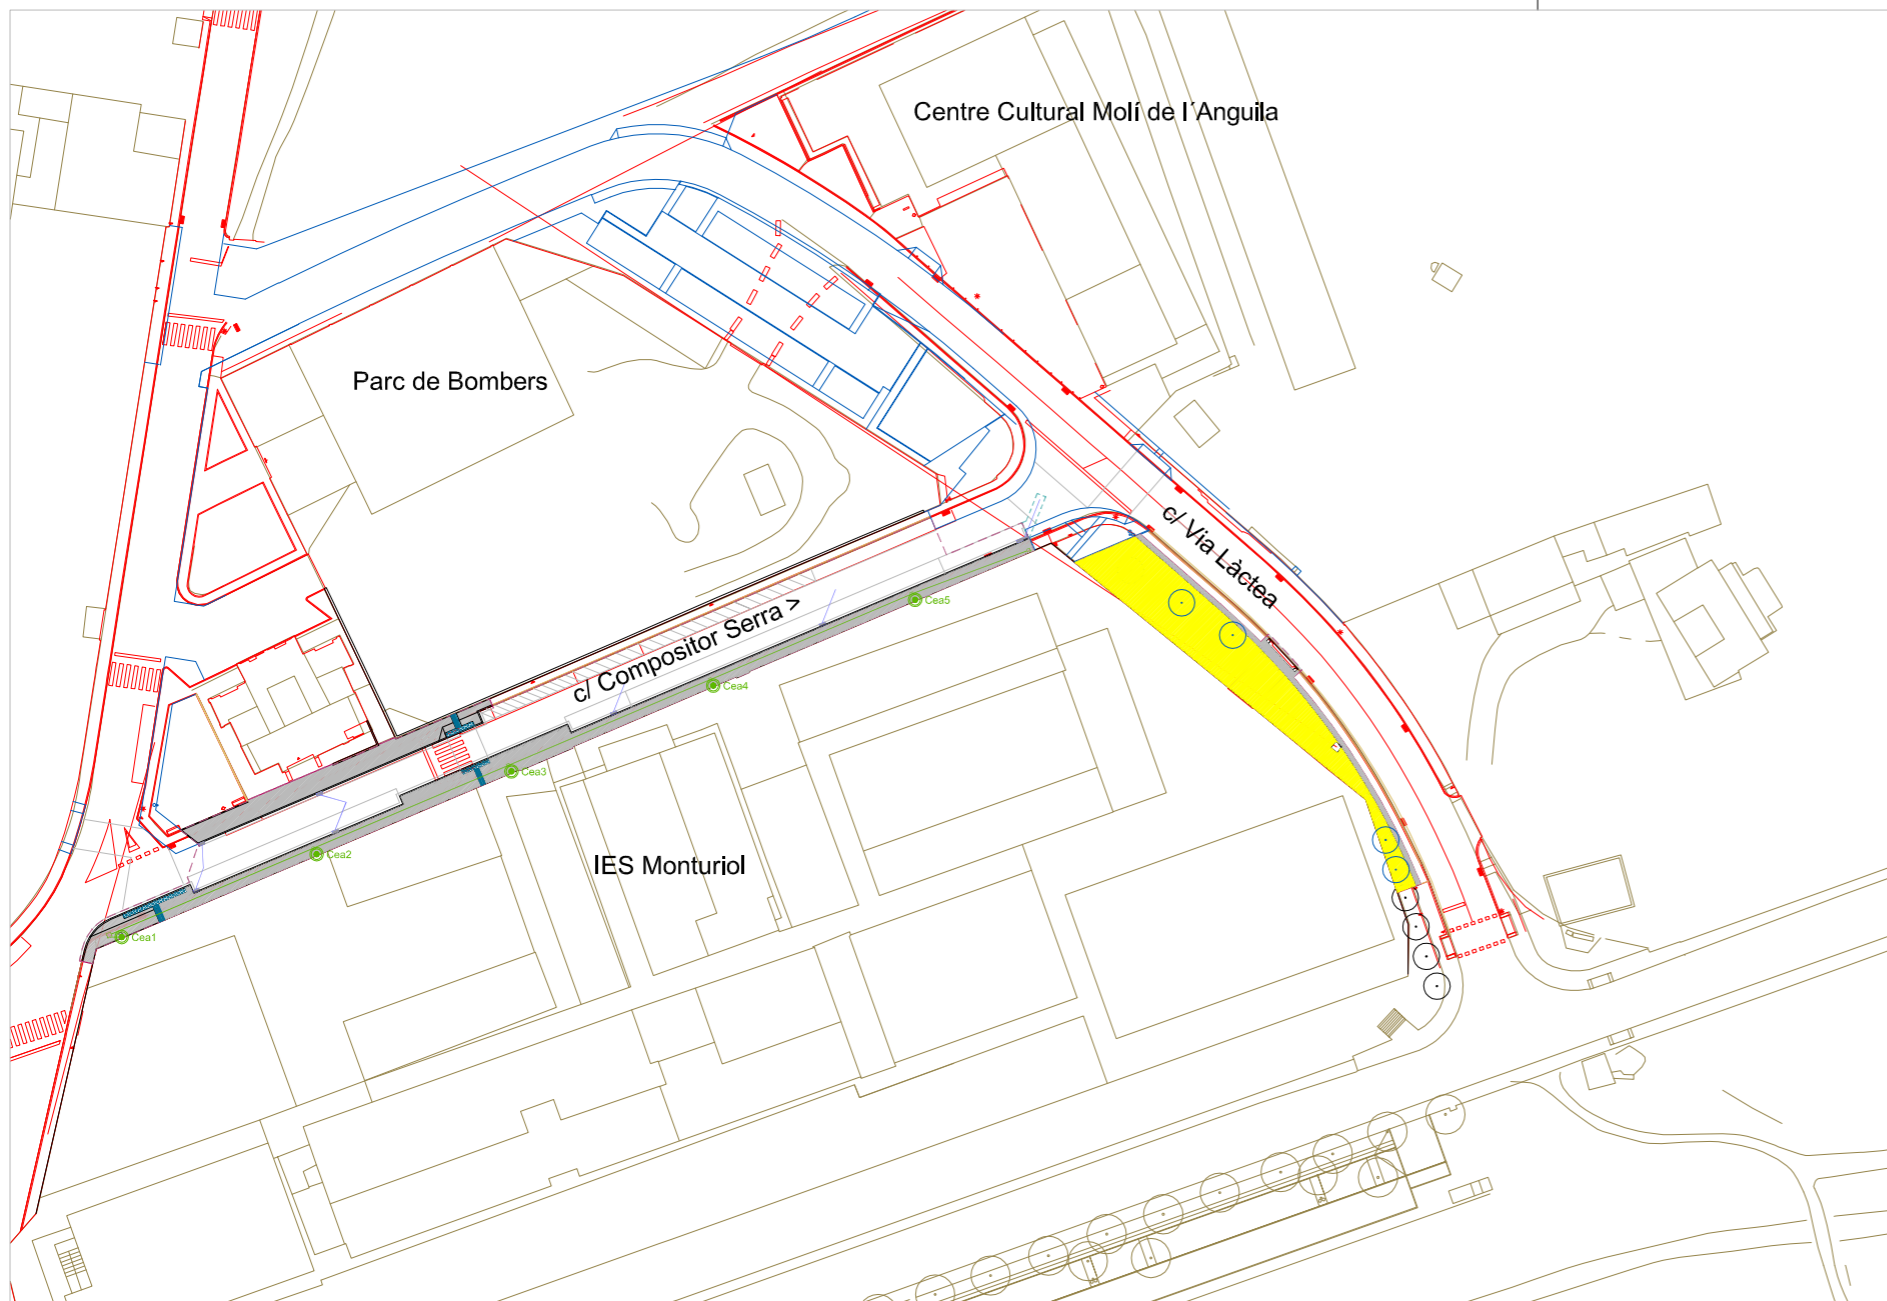 Centre Cultural Molí de l´Anguila
Parc de Bombers
c/ Via Làctea
c/ Compositor Serra >
Cea5
Cea4
Cea3
Cea2
IES Monturiol
Cea1